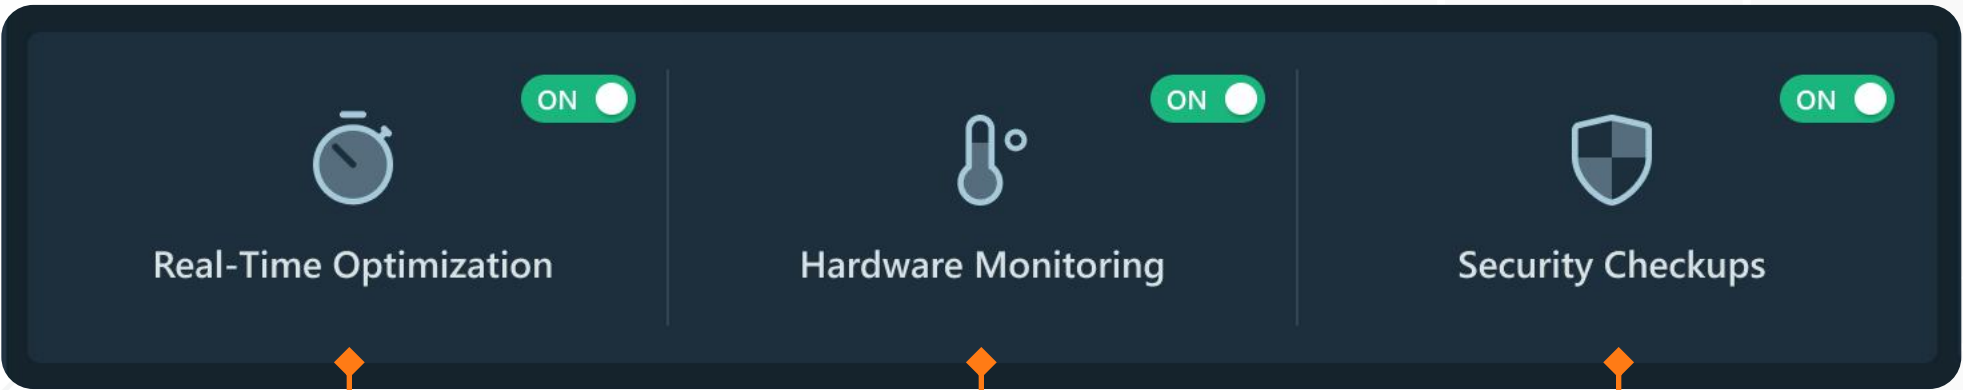 ON
ON
ON
Real-Time Optimization
Hardware Monitoring
Security Checkups